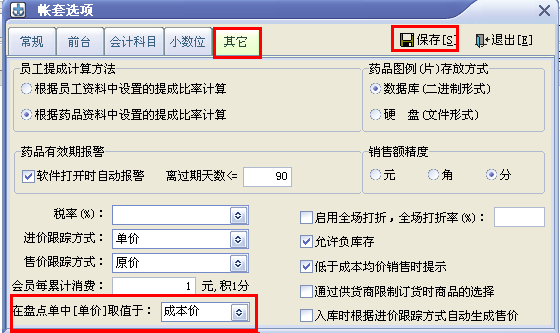 帐套选项
常规 前台 会计科目 小数位 其它 保存[S] 退出[E]
员工提成计算方法
根据员工资料中设置的提成比率计算
根据药品资料中设置的提成比率计算
药品图例(片)存放方式
数据库(二进制形式)
硬 盘(文件形式)
药品有效期报警
软件打开时自动报警 离过期天数<= 90
销售额精度
元 角 分
税率(%):
进价跟踪方式: 单价
售价跟踪方式: 原价
会员每累计消费: 1 元,积1分
在盘点单中[单价]取值于: 成本价
启用全场打折,全场打折率(%):
允许负库存
低于成本均价销售时提示
通过供货商限制订货时商品的选择
入库时根据进价跟踪方式自动生成售价